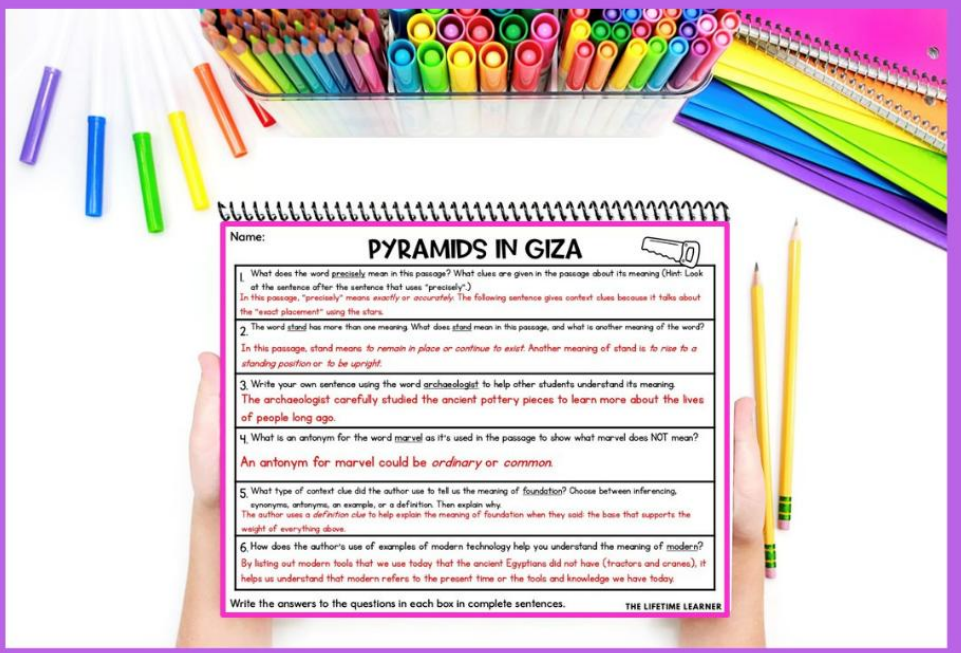 Name:
PYRAMIDS IN GIZA
1. What does the word precisely mean in this passage? What clues are given in the passage about its meaning (Hint: Look
at the sentence after the sentence that uses "precisely".)
In this passage, "precisely" means exactly or accurately. The following sentence gives context clues because it talks about
the "exact placement" using the stars.
2. The word stand has more than one meaning. What does stand mean in this passage, and what is another meaning of the word?
In this passage, stand means to remain in place or continue to exist. Another meaning of stand is to rise to a
standing position or to be upright.
3. Write your own sentence using the word archaeologist to help other students understand its meaning.
The archaeologist carefully studied the ancient pottery pieces to learn more about the lives
of people long ago.
4. What is an antonym for the word marvel as it's used in the passage to show what marvel does NOT mean?
An antonym for marvel could be ordinary or common.
5. What type of context clue did the author use to tell us the meaning of foundation? Choose between inferencing,
synonyms, antonyms, an example, or a definition. Then explain why.
The author uses a definition clue to help explain the meaning of foundation when they said: the base that supports the
weight of everything above.
6. How does the author's use of examples of modern technology help you understand the meaning of modern?
By listing out modern tools that we use today that the ancient Egyptians did not have (tractors and cranes), it
helps us understand that modern refers to the present time or the tools and knowledge we have today.
Write the answers to the questions in each box in complete sentences.
THE LIFETIME LEARNER